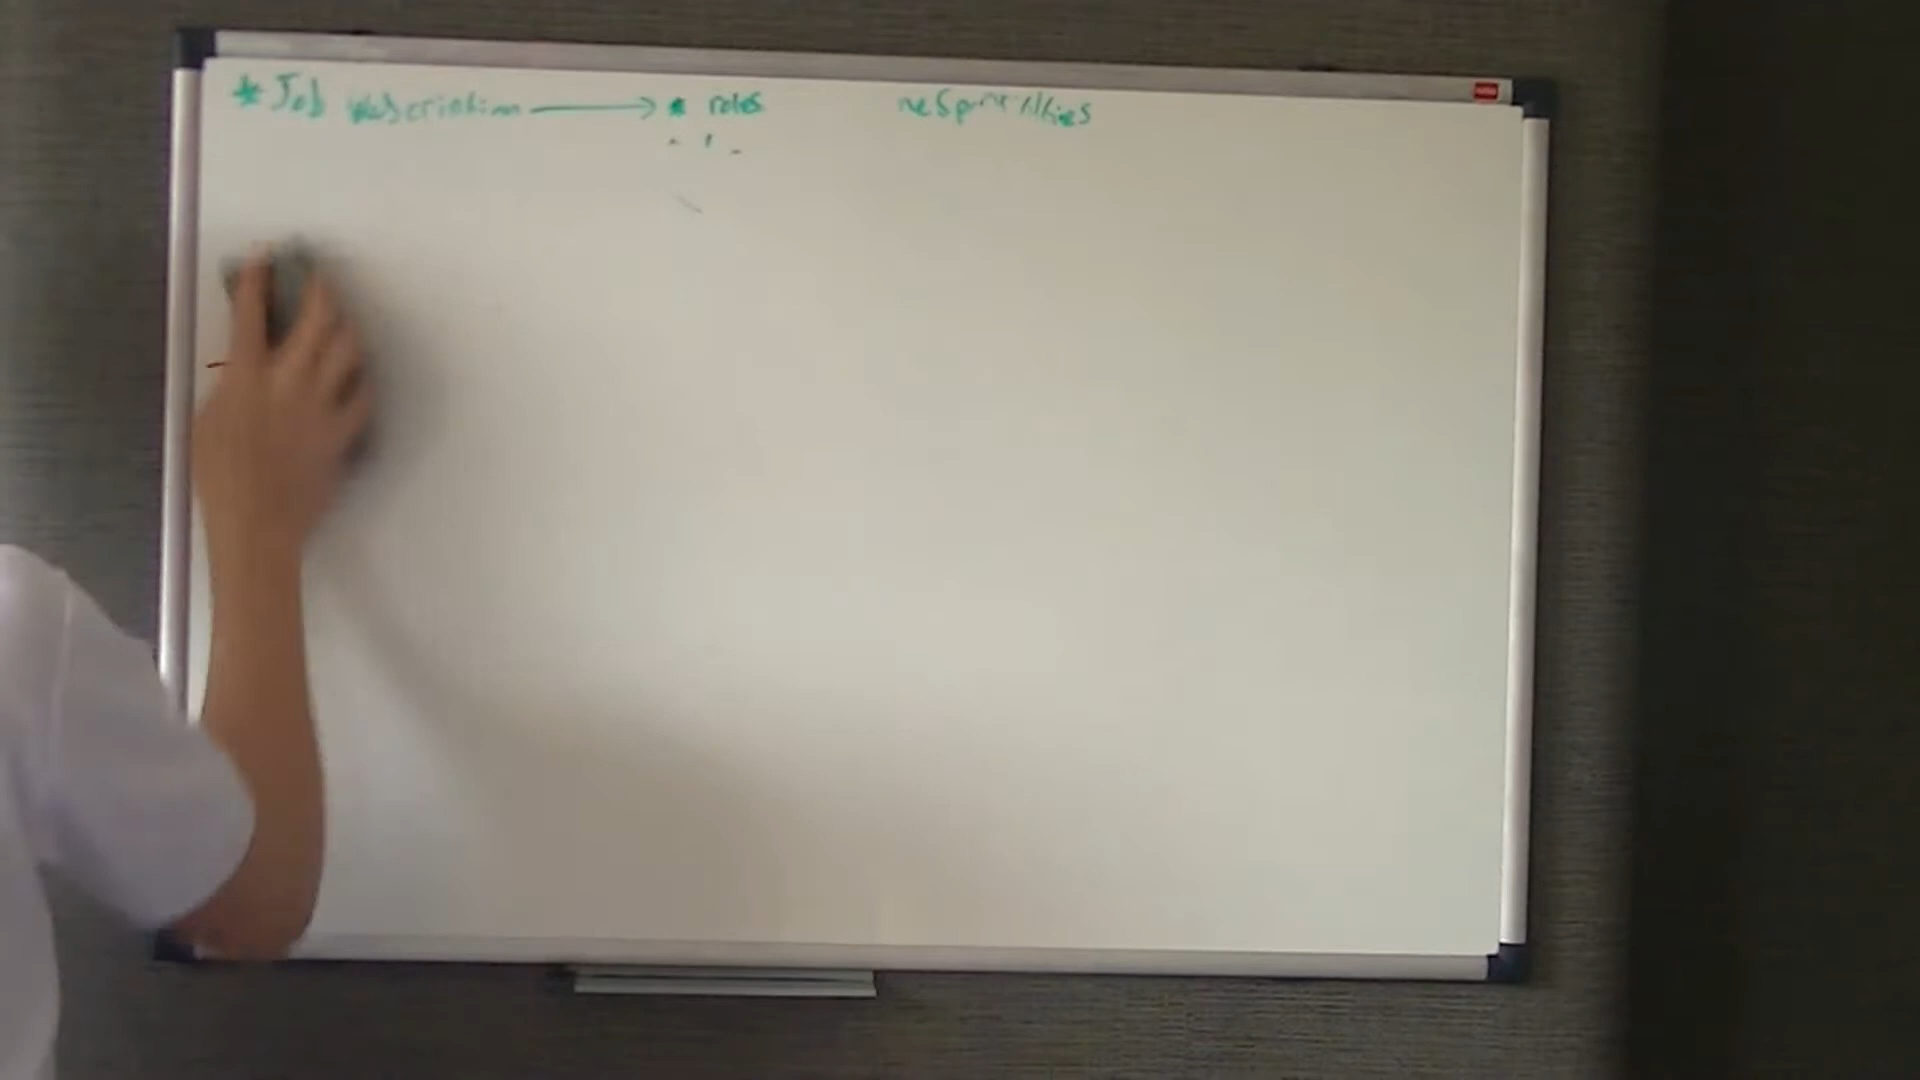 * Job Description → * roles responsibilities